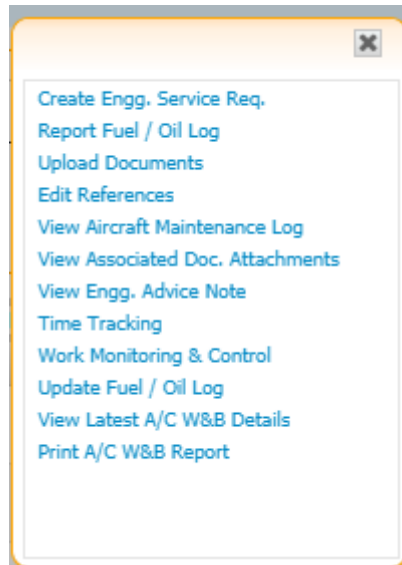 Create Engg. Service Req.
Report Fuel / Oil Log
Upload Documents
Edit References
View Aircraft Maintenance Log
View Associated Doc. Attachments
View Engg. Advice Note
Time Tracking
Work Monitoring & Control
Update Fuel / Oil Log
View Latest A/C W&B Details
Print A/C W&B Report